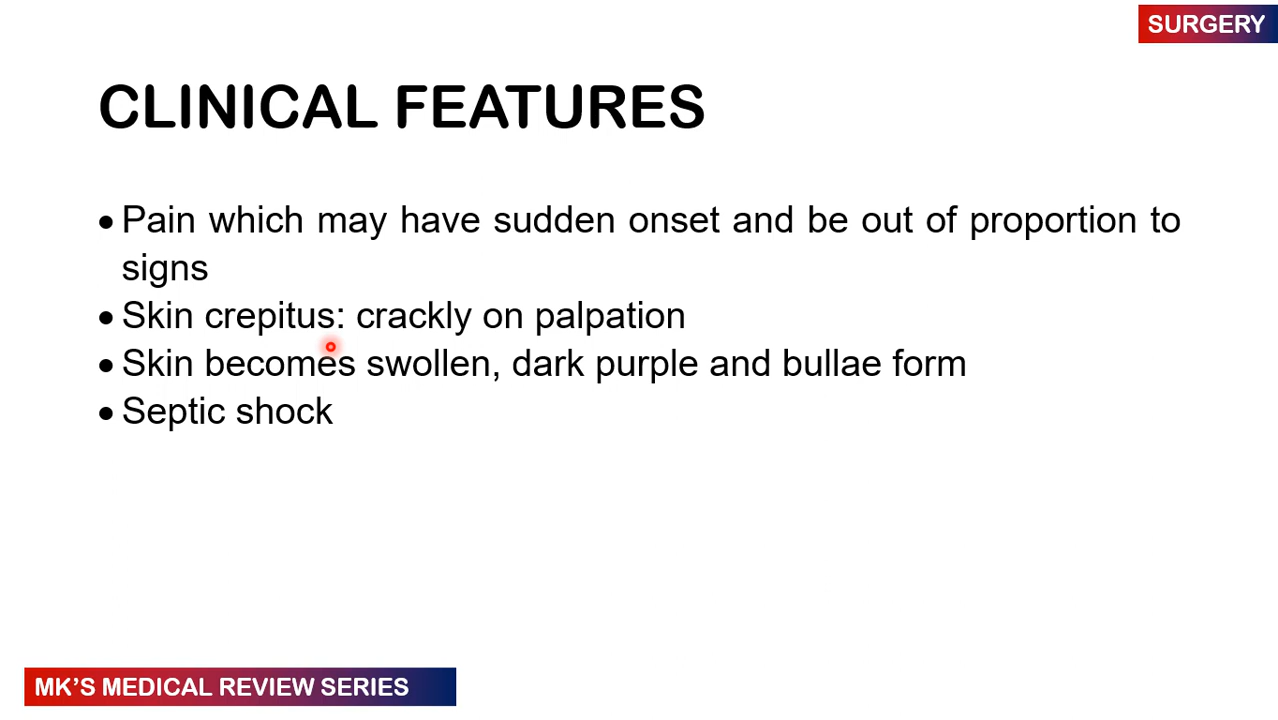 SURGERY
CLINICAL FEATURES
• Pain which may have sudden onset and be out of proportion to
signs
• Skin crepitus: crackly on palpation
• Skin becomes swollen, dark purple and bullae form
• Septic shock
MK’S MEDICAL REVIEW SERIES